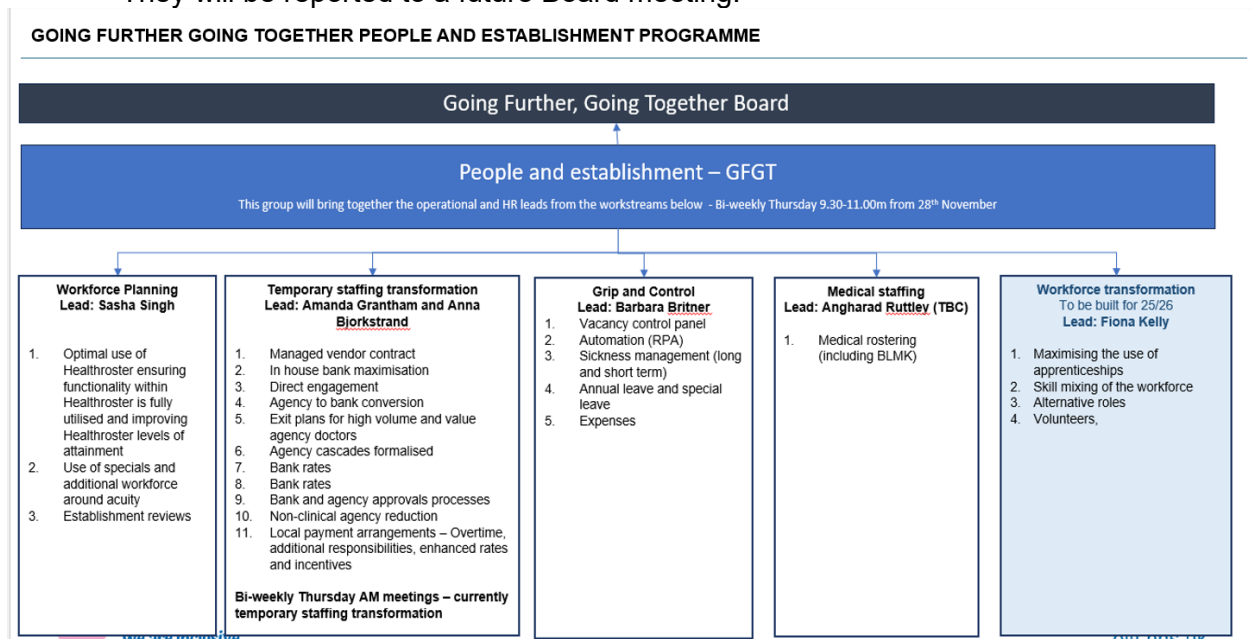 They will be reported to a future Board meeting.
GOING FURTHER GOING TOGETHER PEOPLE AND ESTABLISHMENT PROGRAMME
Going Further, Going Together Board
People and establishment – GFGT
This group will bring together the operational and HR leads from the workstreams below - Bi-weekly Thursday 9.30-11.00m from 28th November
Workforce Planning
Lead: Sasha Singh
1. Optimal use of
Healthroster ensuring
functionality within
Healthroster is fully
utilised and improving
Healthroster levels of
attainment
2. Use of specials and
additional workforce
around acuity
3. Establishment reviews
Temporary staffing transformation
Lead: Amanda Grantham and Anna
Bjorkstrand
1. Managed vendor contract
2. In house bank maximisation
3. Direct engagement
4. Agency to bank conversion
5. Exit plans for high volume and value
agency doctors
6. Agency cascades formalised
7. Bank rates
8. Bank rates
9. Bank and agency approvals processes
10. Non-clinical agency reduction
11. Local payment arrangements – Overtime,
additional responsibilities, enhanced rates
and incentives
Bi-weekly Thursday AM meetings – currently
temporary staffing transformation
Grip and Control
Lead: Barbara Britner
1. Vacancy control panel
2. Automation (RPA)
3. Sickness management (long
and short term)
4. Annual leave and special
leave
5. Expenses
Medical staffing
Lead: Angharad Ruttley (TBC)
1. Medical rostering
(including BLMK)
Workforce transformation
To be built for 25/26
Lead: Fiona Kelly
1. Maximising the use of
apprenticeships
2. Skill mixing of the workforce
3. Alternative roles
4. Volunteers,
We are inclusive